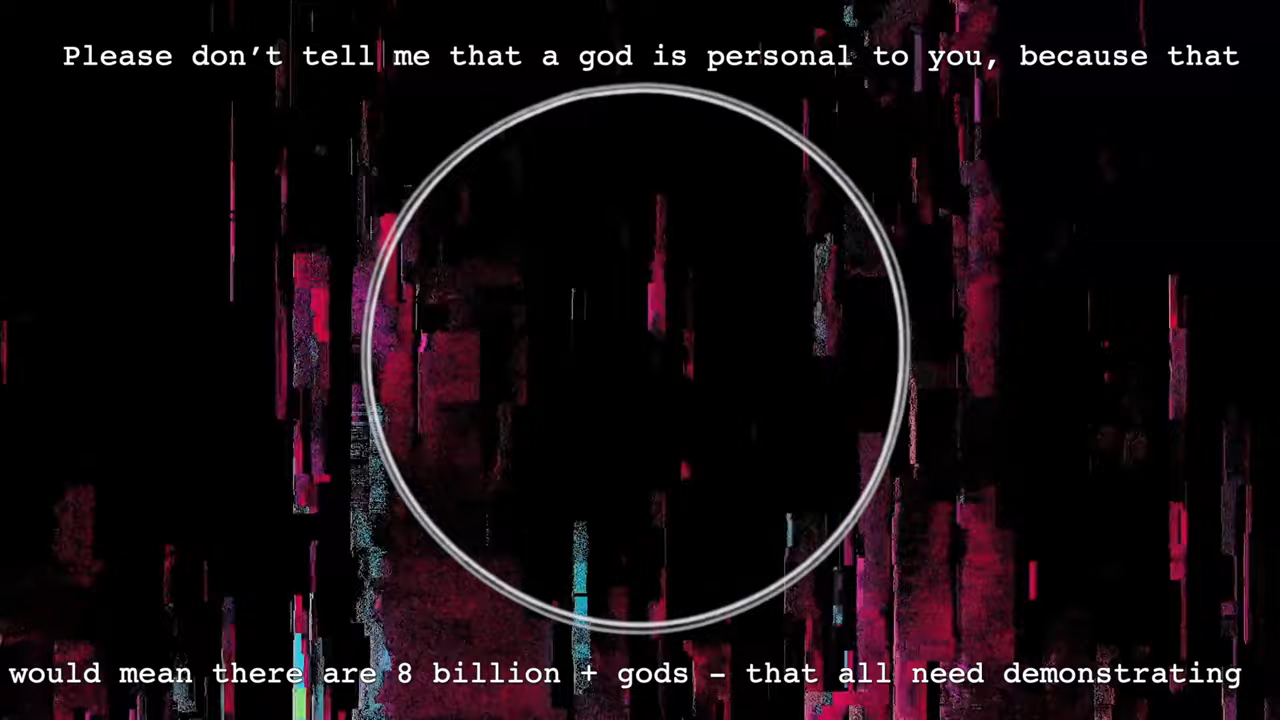 Please don’t tell me that a god is personal to you, because that
would mean there are 8 billion + gods – that all need demonstrating